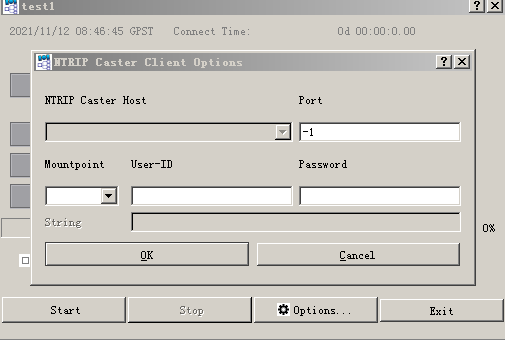 test1
2021/11/12 08:46:45 GPST Connect Time: 0d 00:00:0.00
NTRIP Caster Client Options
NTRIP Caster Host Port
-1
Mountpoint User-ID Password
String
0%
OK Cancel
Start Stop Options... Exit